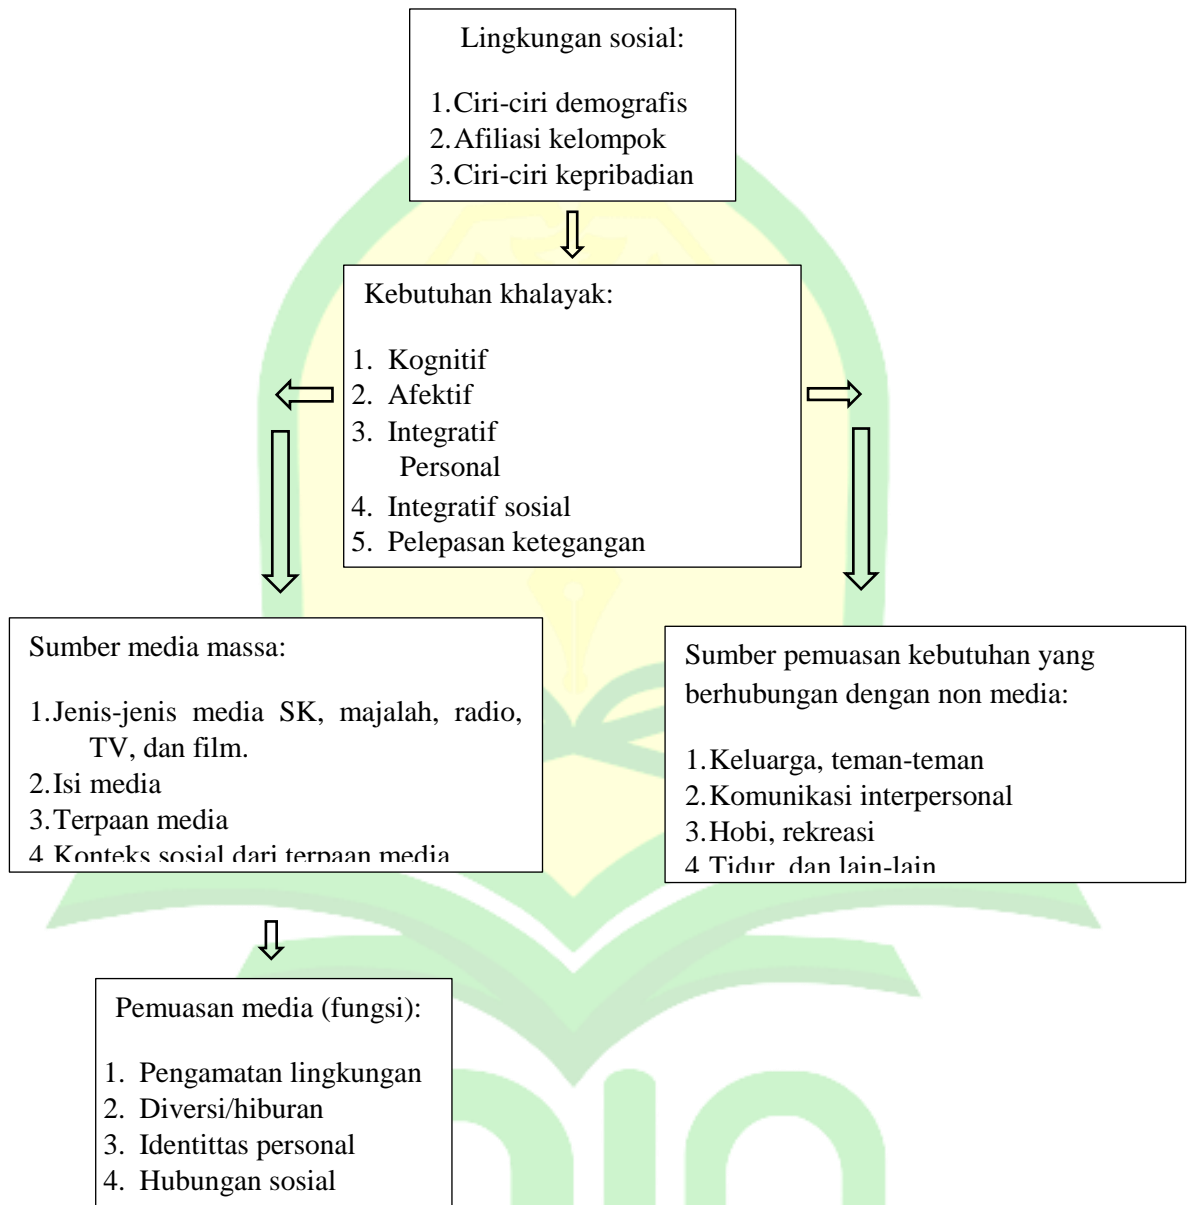 Lingkungan sosial:
1.Ciri-ciri demografis
2.Afiliasi kelompok
3.Ciri-ciri kepribadian
Kebutuhan khalayak:
1. Kognitif
2. Afektif
3. Integratif
Personal
4. Integratif sosial
5. Pelepasan ketegangan
Sumber media massa:
1.Jenis-jenis media SK, majalah, radio,
TV, dan film.
2.Isi media
3.Terpaan media
4.Konteks sosial dari terpaan media
Sumber pemuasan kebutuhan yang
berhubungan dengan non media:
1.Keluarga, teman-teman
2.Komunikasi interpersonal
3.Hobi, rekreasi
4.Tidur, dan lain-lain
Pemuasan media (fungsi):
1. Pengamatan lingkungan
2. Diversi/hiburan
3. Identittas personal
4. Hubungan sosial